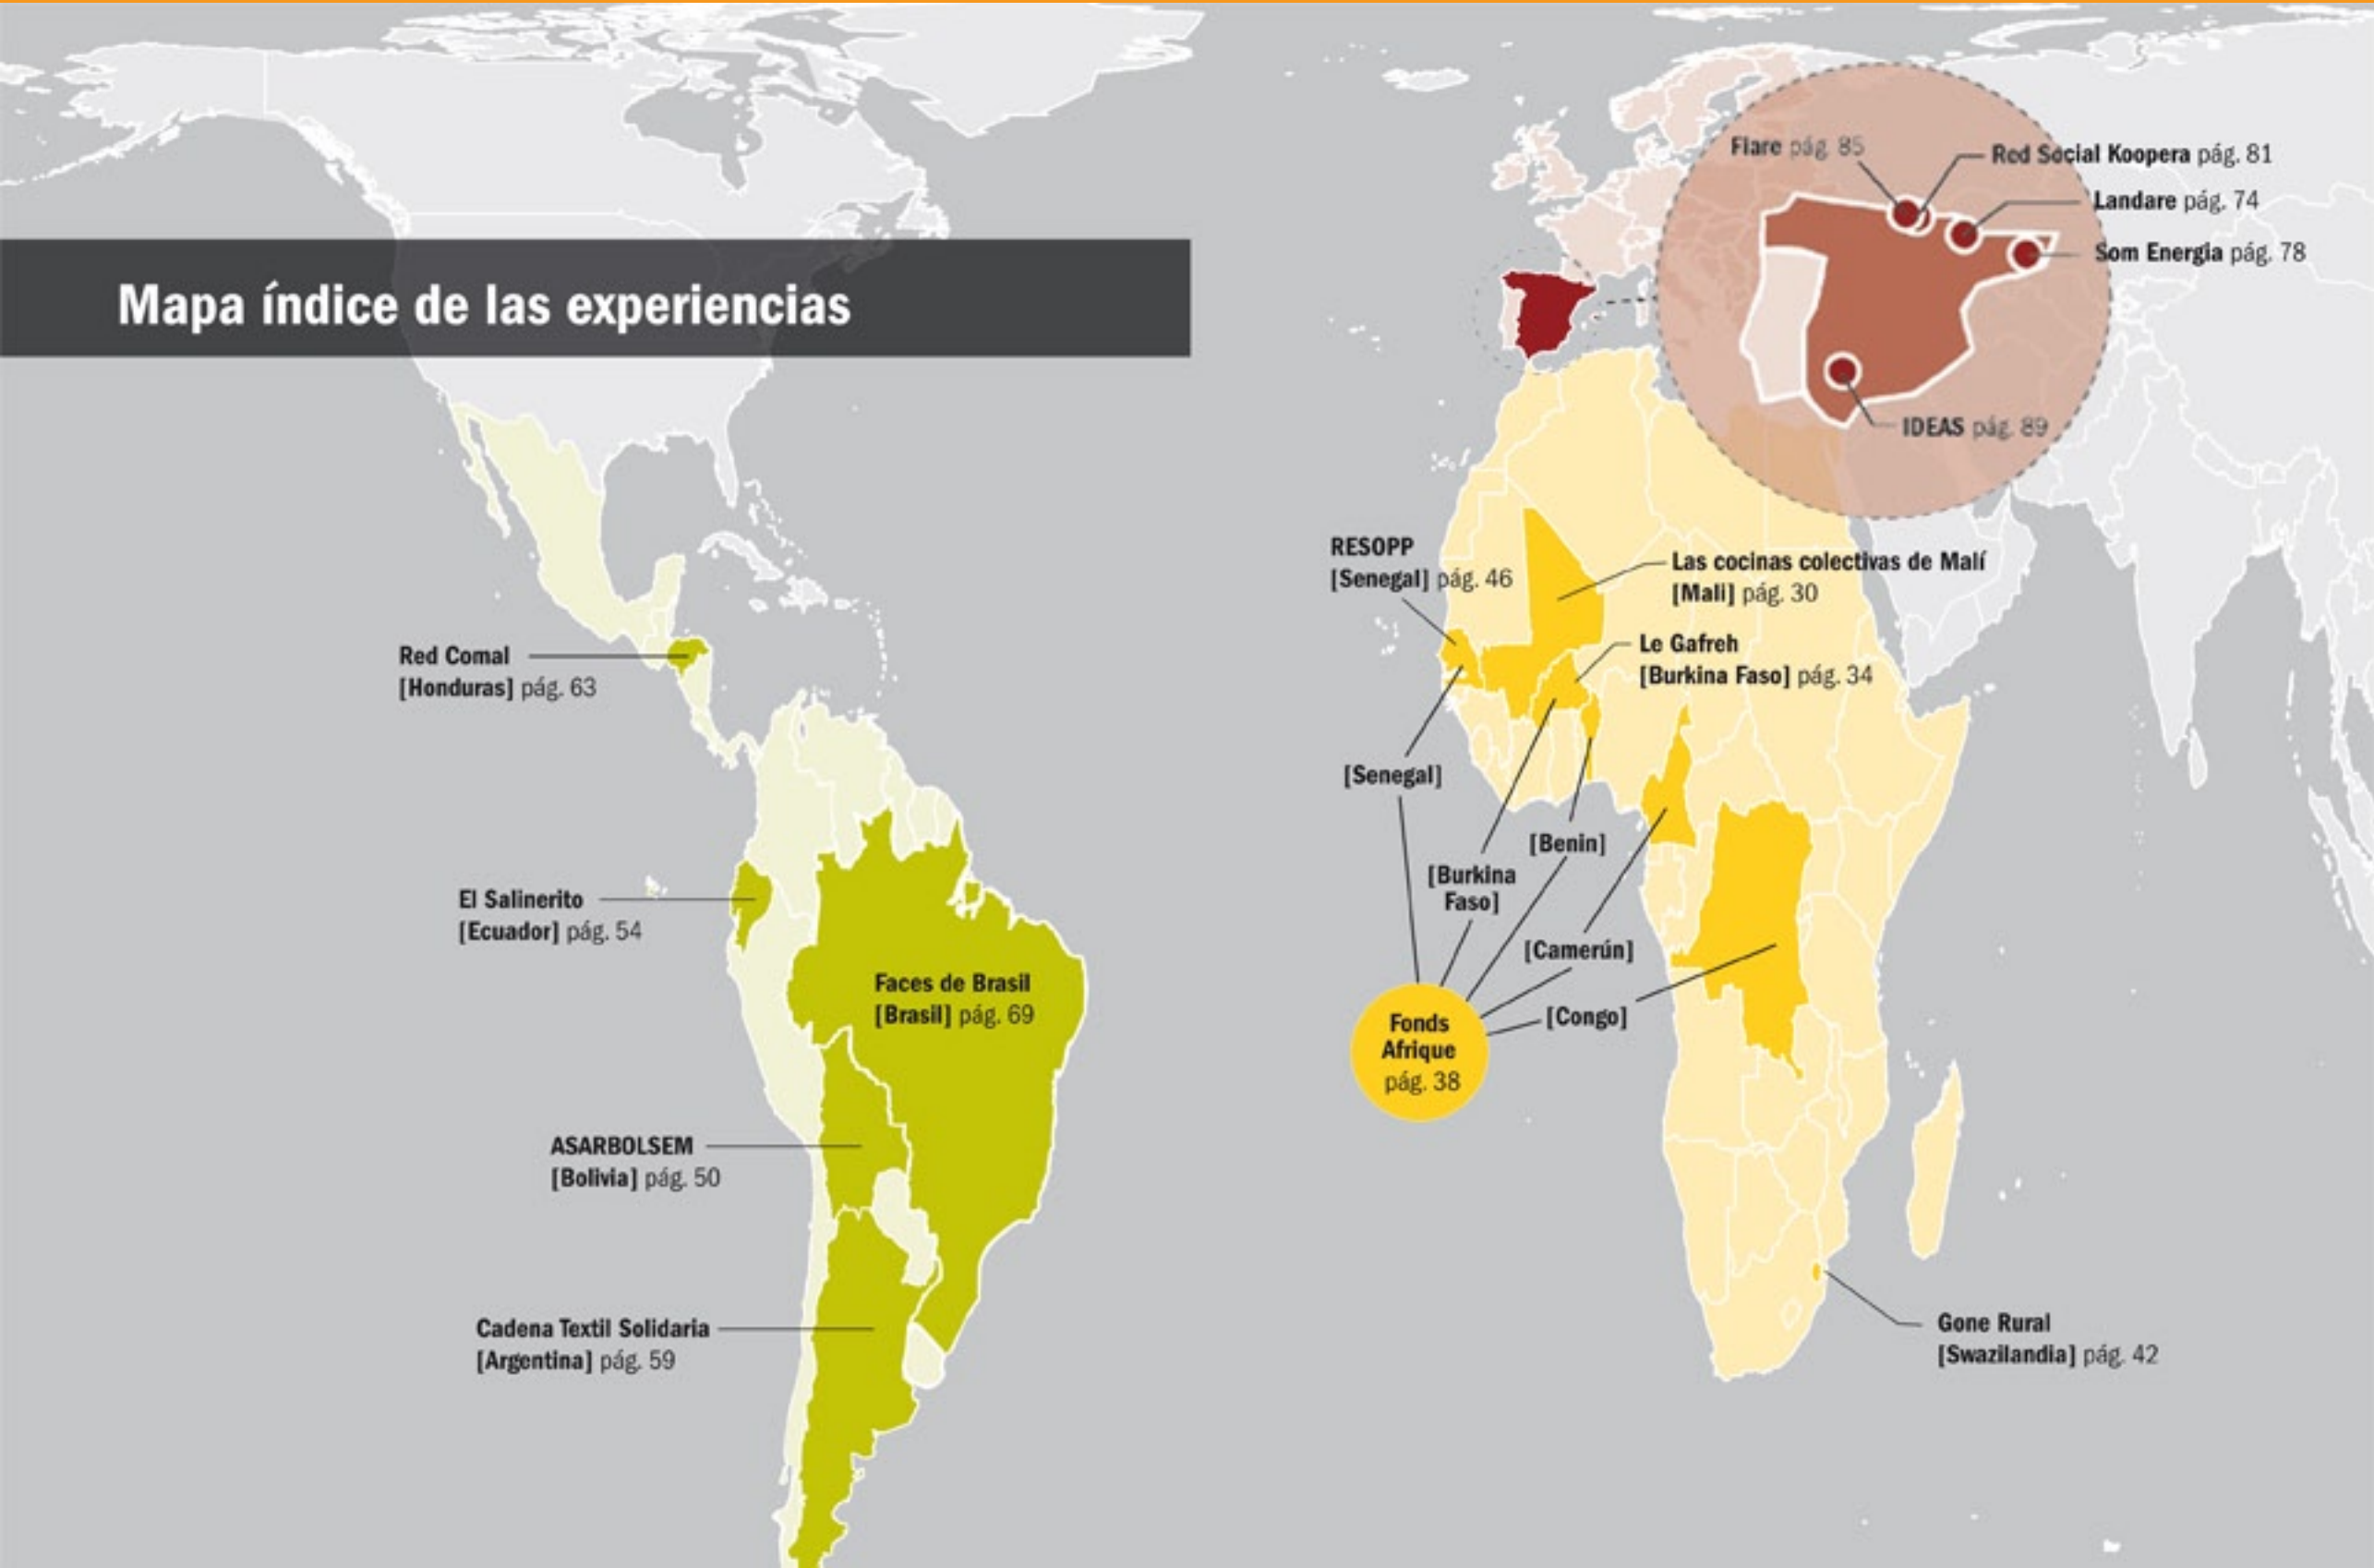 Mapa índice de las experiencias
Fiare pág. 85
Red Social Koopera pág. 81
Landare pág. 74
Som Energia pág. 78
IDEAS pág. 89
RESOPP
[Senegal] pág. 46
Las cocinas colectivas de Malí
[Mali] pág. 30
Le Gafreh
[Burkina Faso] pág. 34
Red Comal
[Honduras] pág. 63
[Senegal]
[Benin]
[Burkina
Faso]
[Camerún]
[Congo]
Fonds
Afrique
pág. 38
El Salinerito
[Ecuador] pág. 54
Faces de Brasil
[Brasil] pág. 69
ASARBOLSEM
[Bolivia] pág. 50
Cadena Textil Solidaria
[Argentina] pág. 59
Gone Rural
[Swazilandia] pág. 42